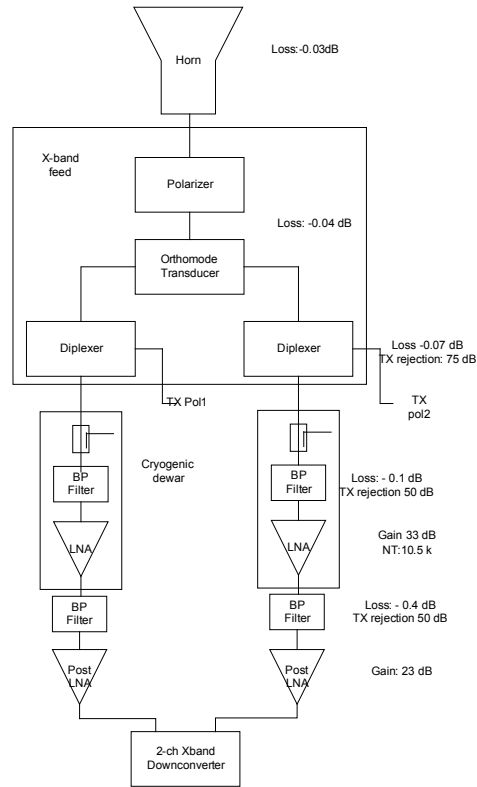 Horn
Loss:-0.03dB
X-band
feed
Polarizer
Loss: -0.04 dB
Orthomode
Transducer
Diplexer
Diplexer
Loss -0.07 dB
TX rejection: 75 dB
TX Pol1
TX
pol2
Cryogenic
dewar
BP
Filter
BP
Filter
Loss: - 0.1 dB
TX rejection 50 dB
LNA
LNA
Gain 33 dB
NT:10.5 k
BP
Filter
BP
Filter
Loss: - 0.4 dB
TX rejection 50 dB
Post
LNA
Post
LNA
Gain: 23 dB
2-ch Xband
Downconverter